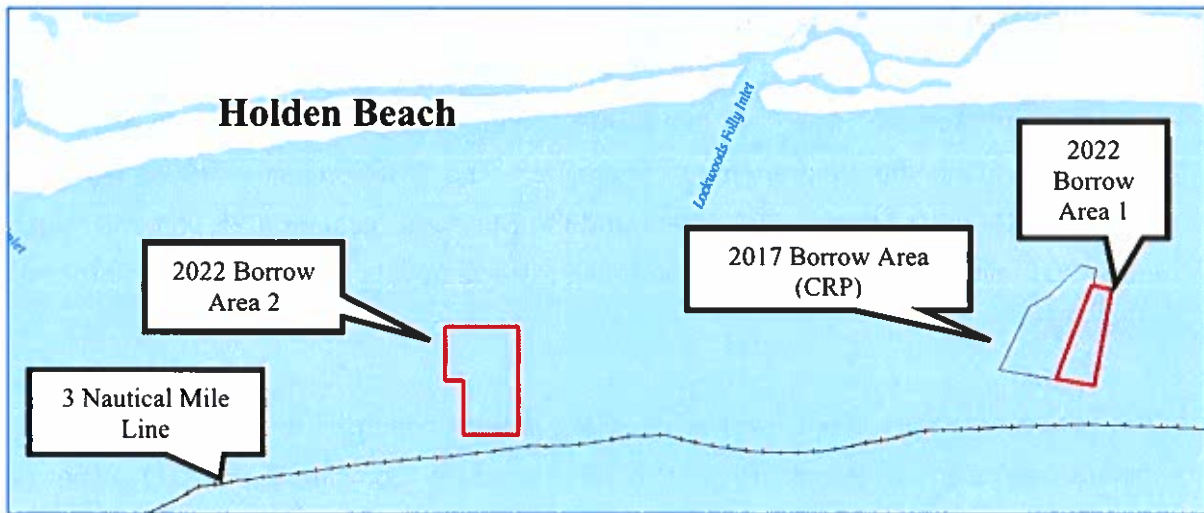 Holden Beach
Lockwoods Folly Inlet
2022
Borrow
Area 1
2017 Borrow Area
(CRP)
2022 Borrow
Area 2
Inlet
3 Nautical Mile
Line